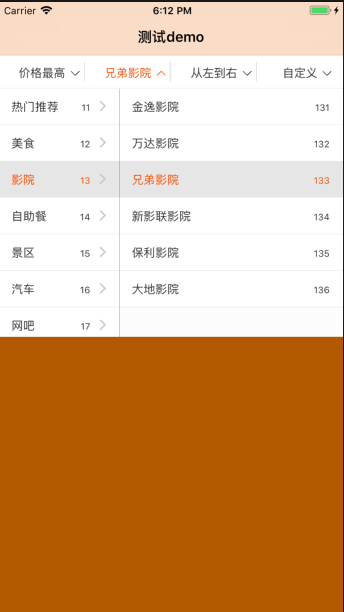 Carrier 6:12 PM
测试demo
价格最高 兄弟影院 从左到右 自定义
热门推荐 11 金逸影院 131
美食 12 万达影院 132
影院 13 兄弟影院 133
自助餐 14 新影联影院 134
景区 15 保利影院 135
汽车 16 大地影院 136
网吧 17